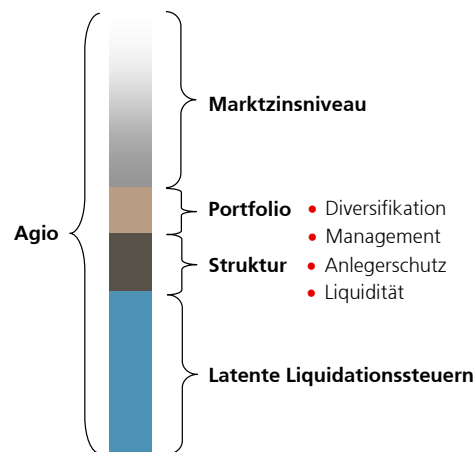 Marktzinsniveau
Agio
Portfolio
• Diversifikation
• Management
Struktur
• Anlegerschutz
• Liquidität
Latente Liquidationssteuern